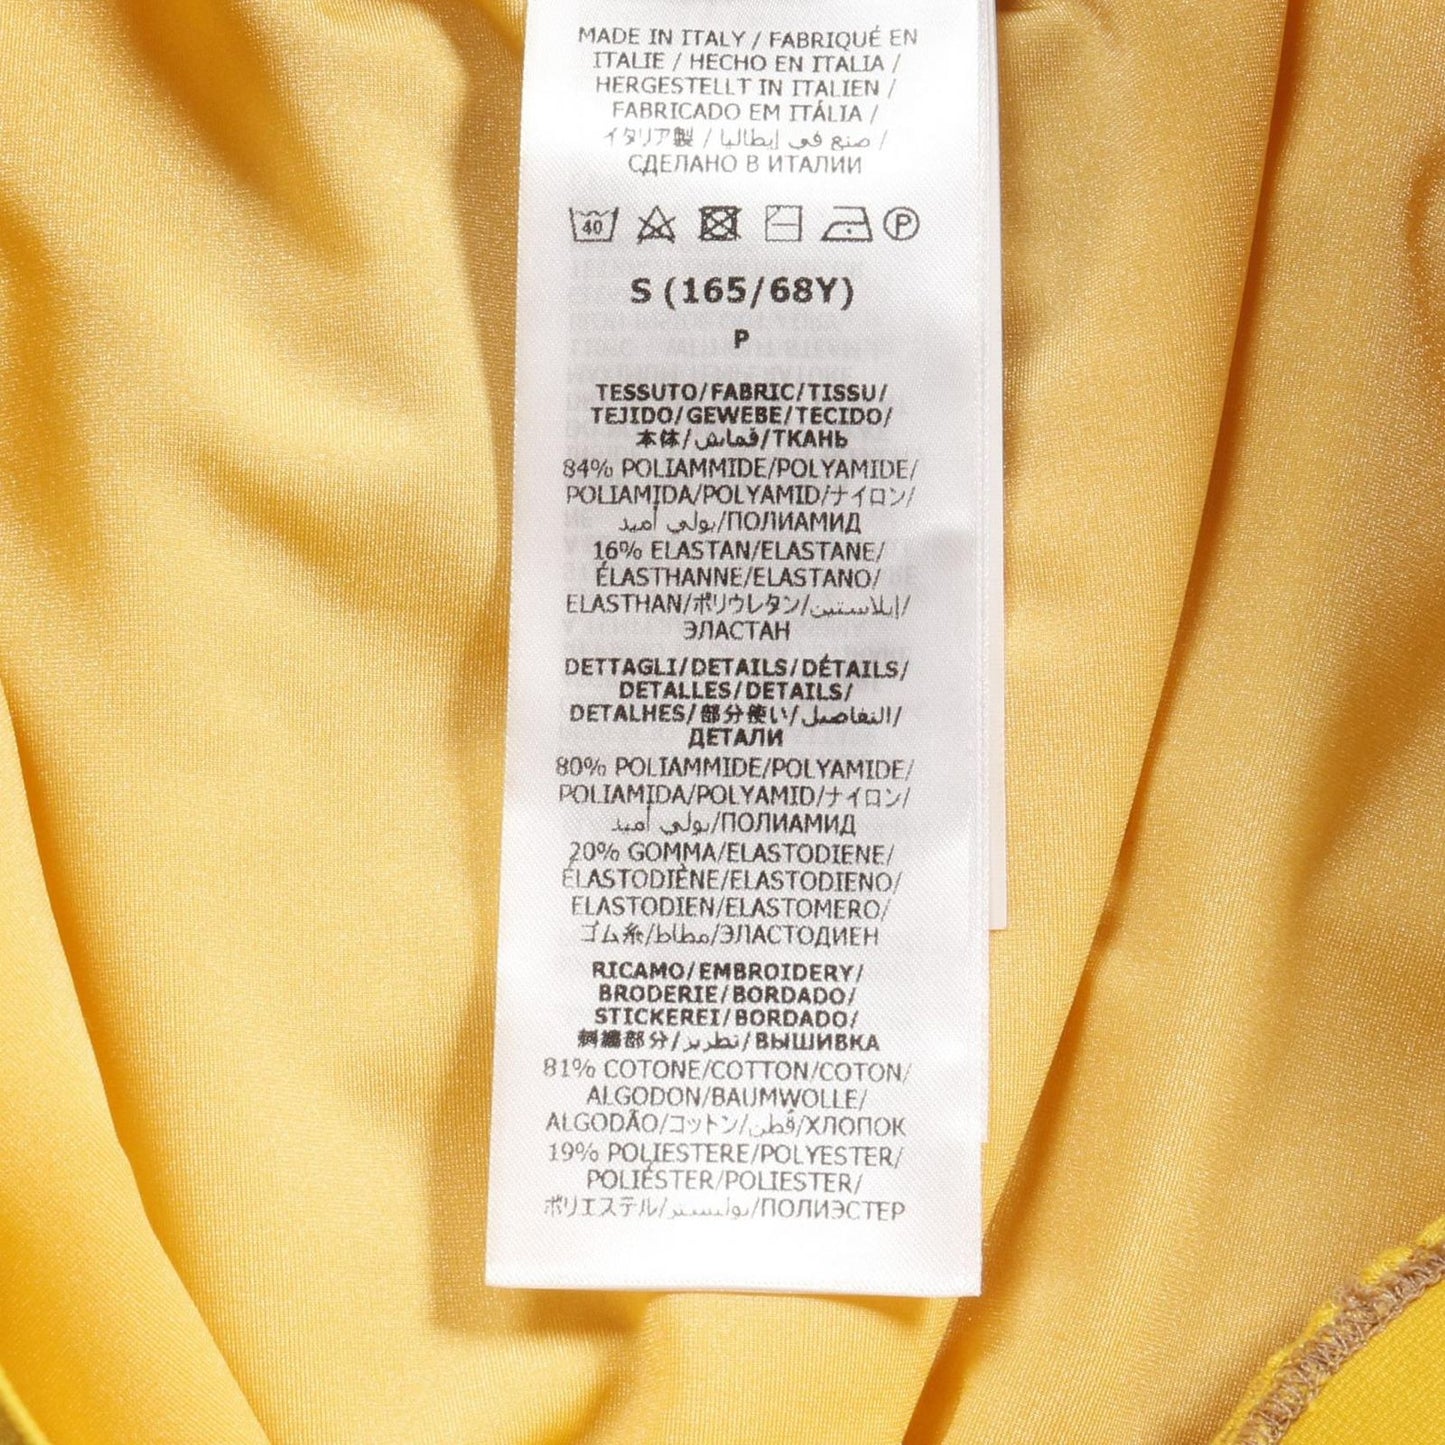 MADE IN ITALY / FABRIQUÉ EN
ITALIE / HECHO EN ITALIA /
HERGESTELLT IN ITALIEN /
FABRICADO EM ITÁLIA /
イタリア製 / صنع في إيطاليا /
СДЕЛАНО В ИТАЛИИ
40 P
S (165/68Y)
P
TESSUTO/FABRIC/TISSU/
TEJIDO/GEWEBE/TECIDO/
本体/قماش/ТКАНЬ
84% POLIAMMIDE/POLYAMIDE/
POLIAMIDA/POLYAMID/ナイロン/
بولي أميد/ПОЛИАМИД
16% ELASTAN/ELASTANE/
ÉLASTHANNE/ELASTANO/
ELASTHAN/ポリウレタン/إيلاستين/
ЭЛАСТАН
DETTAGLI/DETAILS/DÉTAILS/
DETALLES/DETAILS/
DETALHES/部分使い/التفاصيل/
ДЕТАЛИ
80% POLIAMMIDE/POLYAMIDE/
POLIAMIDA/POLYAMID/ナイロン/
بولي أميد/ПОЛИАМИД
20% GOMMA/ELASTODIENE/
ÉLASTODIÈNE/ELASTODIENO/
ELASTODIEN/ELASTOMERO/
ゴム糸/مطاط/ЭЛАСТОДИЕН
RICAMO/EMBROIDERY/
BRODERIE/BORDADO/
STICKEREI/BORDADO/
刺繍部分/تطريز/ВЫШИВКА
81% COTONE/COTTON/COTON/
ALGODON/BAUMWOLLE/
ALGODÃO/コットン/قطن/ХЛОПОК
19% POLIESTERE/POLYESTER/
POLIÉSTER/POLIESTER/
ポリエステル/بوليستر/ПОЛИЭСТЕР